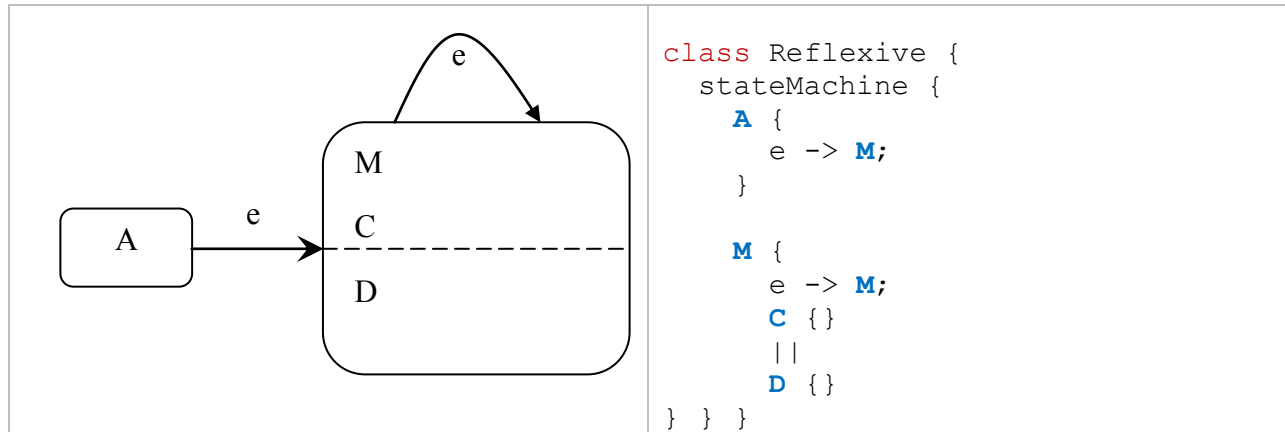 e
M
C
A
e
D
class Reflexive {
stateMachine {
A {
e -> M;
}
M {
e -> M;
C {}
||
D {}
} } }